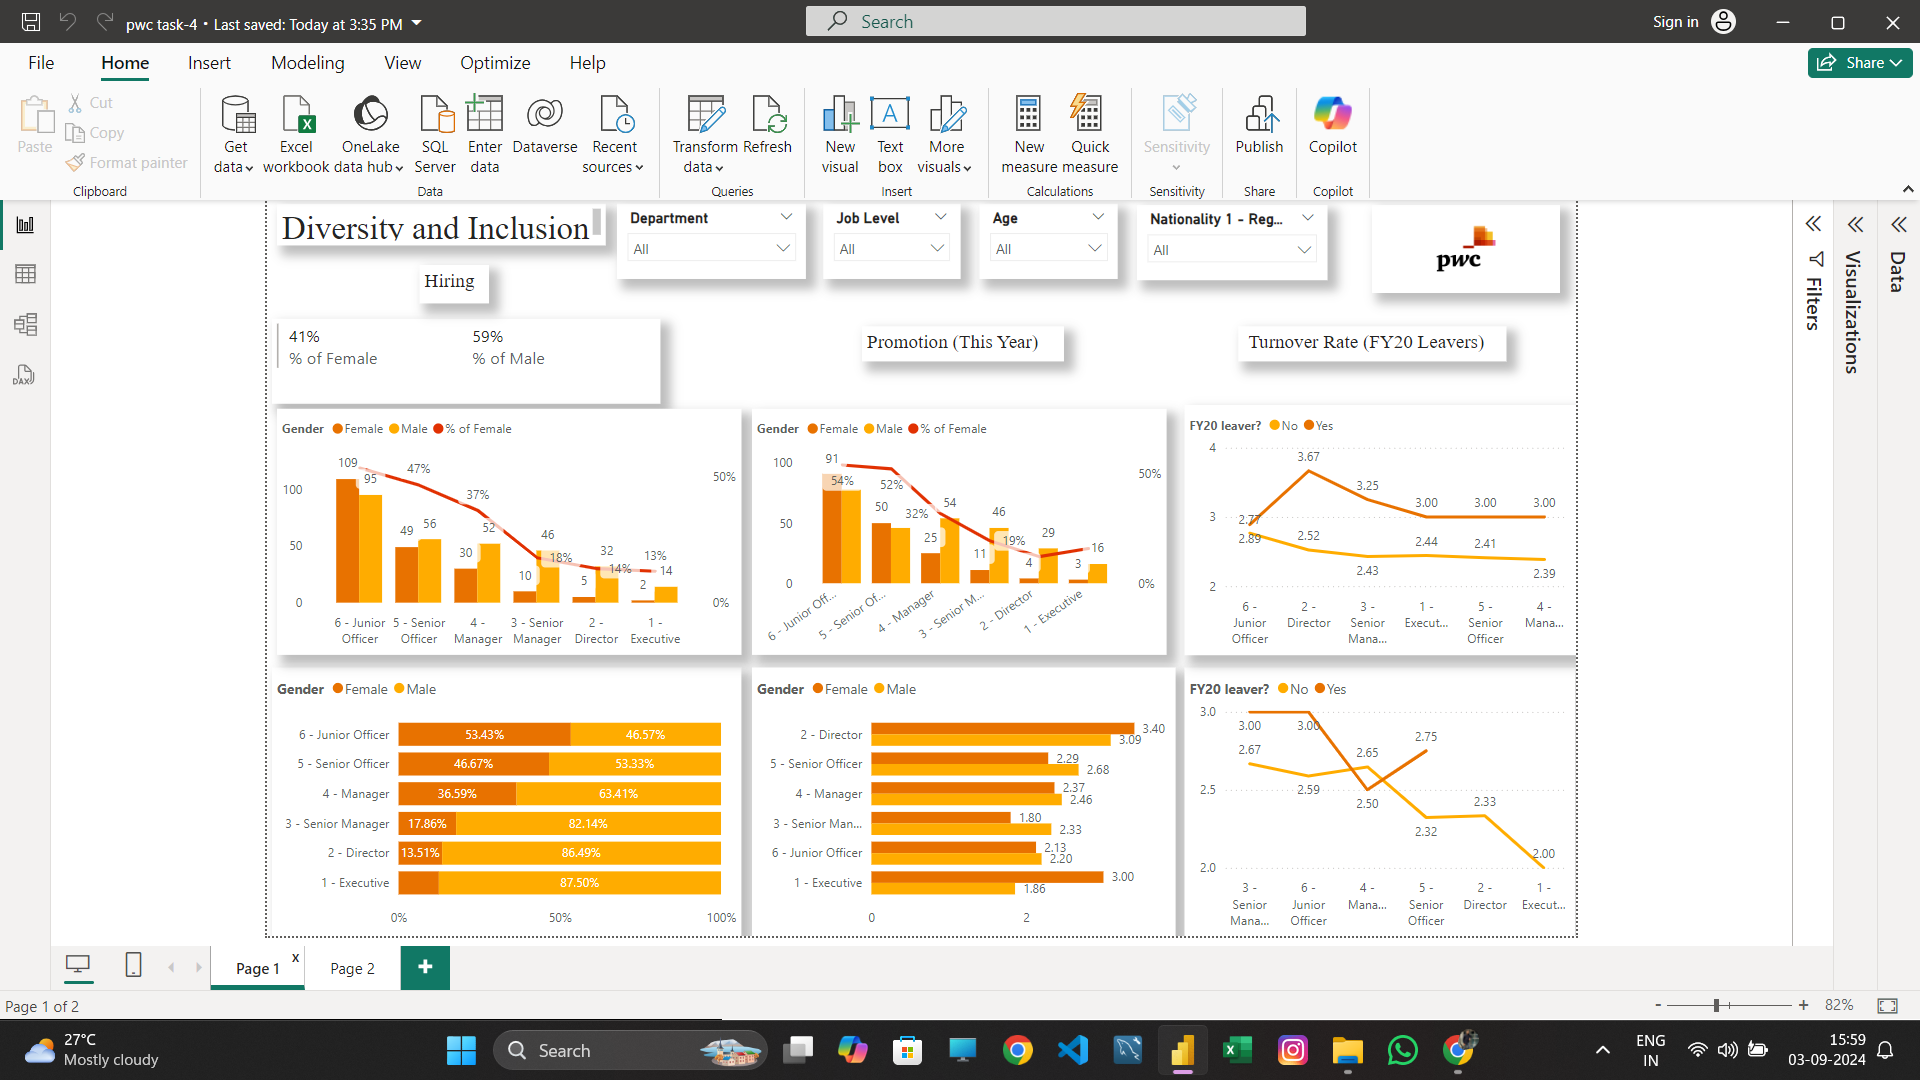 pwc task-4 • Last saved: Today at 3:35 PM
Search
Sign in
File Home Insert Modeling View Optimize Help
Share
Paste
Cut
Copy
Format painter
Clipboard
Get data
Excel workbook
OneLake data hub
SQL Server
Enter data
Dataverse
Recent sources
Data
Transform data
Refresh
Queries
New visual
Text box
More visuals
Insert
New measure
Quick measure
Calculations
Sensitivity
Sensitivity
Publish
Share
Copilot
Copilot
Diversity and Inclusion
Department
All
Job Level
All
Age
All
Nationality 1 - Reg...
All
pwc
Filters
Visualizations
Data
Hiring
41%
% of Female
59%
% of Male
Promotion (This Year)
Turnover Rate (FY20 Leavers)
Gender Female Male % of Female
109 95 47% 49 56 37% 30 52 46 10 18% 32 5 14% 13% 2 14
100
50
0
50%
0%
6 - Junior Officer
5 - Senior Officer
4 - Manager
3 - Senior Manager
2 - Director
1 - Executive
Gender Female Male % of Female
91 54% 52% 50 32% 25 54 46 11 19% 29 4 3 16
100
50
0
50%
0%
6 - Junior Off...
5 - Senior Of...
4 - Manager
3 - Senior M...
2 - Director
1 - Executive
FY20 leaver? No Yes
4
3
2
2.77 3.67 3.25 3.00 3.00 3.00
2.89 2.52 2.43 2.44 2.41 2.39
6 - Junior Officer
2 - Director
3 - Senior Mana...
1 - Execut...
5 - Senior Officer
4 - Mana...
Gender Female Male
6 - Junior Officer 53.43% 46.57%
5 - Senior Officer 46.67% 53.33%
4 - Manager 36.59% 63.41%
3 - Senior Manager 17.86% 82.14%
2 - Director 13.51% 86.49%
1 - Executive 87.50%
0% 50% 100%
Gender Female Male
2 - Director 3.40 3.09
5 - Senior Officer 2.29 2.68
4 - Manager 2.37 2.46
3 - Senior Man... 1.80 2.33
6 - Junior Officer 2.13 2.20
1 - Executive 3.00 1.86
0 2
FY20 leaver? No Yes
3.0
2.5
2.0
3.00 3.00 2.50 2.75
2.67 2.59 2.65 2.32 2.33 2.00
3 - Senior Mana...
6 - Junior Officer
4 - Mana...
5 - Senior Officer
2 - Director
1 - Execut...
DAX
Page 1 x
Page 2
+
Page 1 of 2
- + 82%
27°C
Mostly cloudy
Search
ENG
IN
15:59
03-09-2024